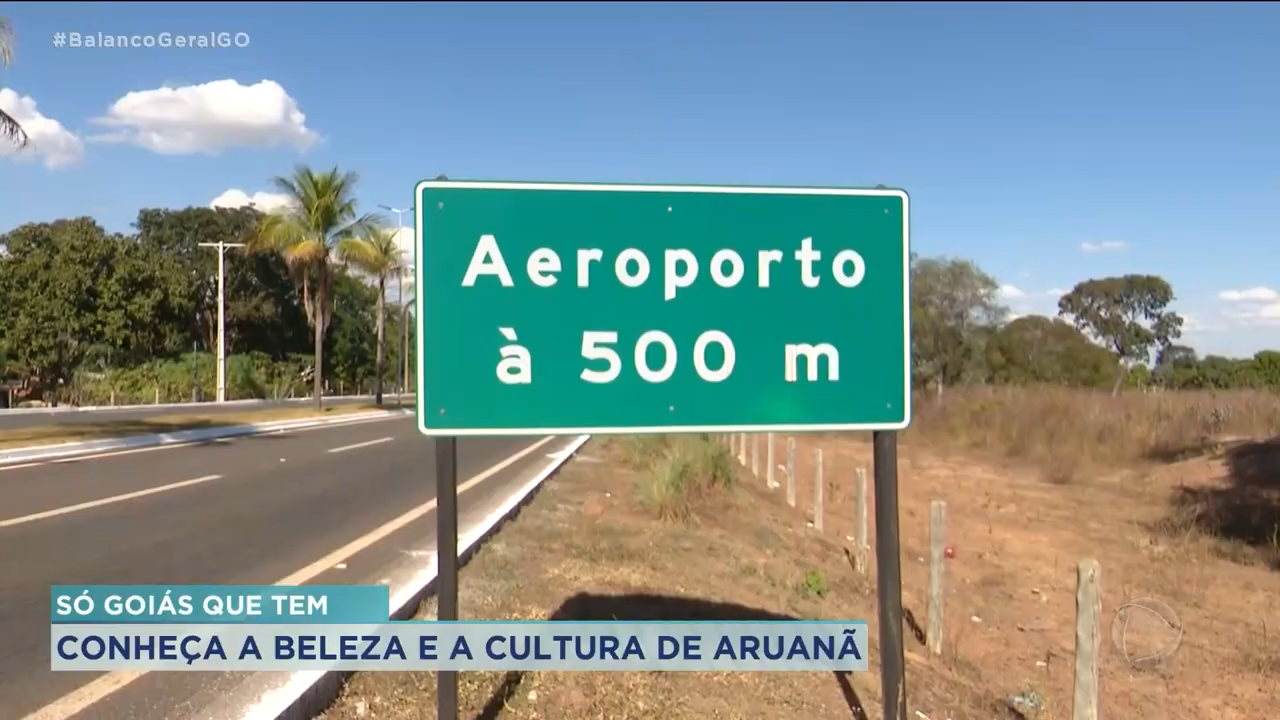 #BalancoGeralGO
Aeroporto
à 500 m
SÓ GOIÁS QUE TEM
CONHEÇA A BELEZA E A CULTURA DE ARUANÃ